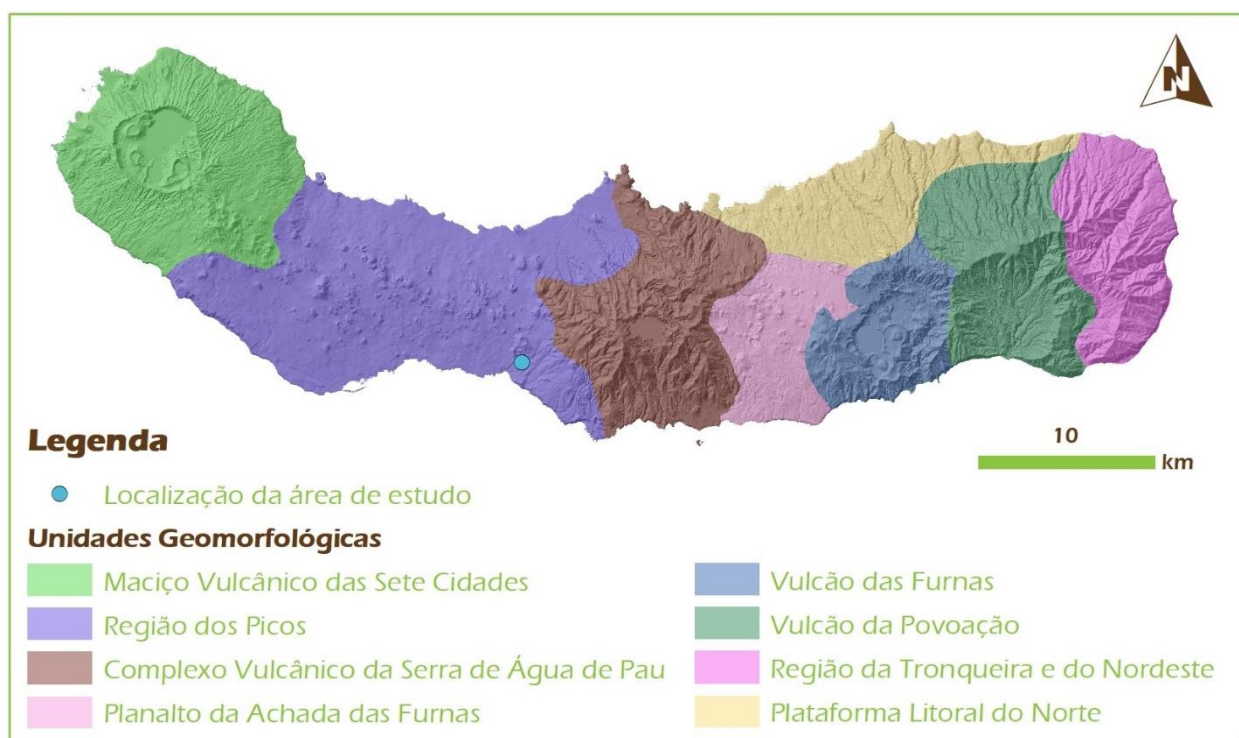 N
10
km
Legenda
Localização da área de estudo
Unidades Geomorfológicas
Maciço Vulcânico das Sete Cidades
Região dos Picos
Complexo Vulcânico da Serra de Água de Pau
Planalto da Achada das Furnas
Vulcão das Furnas
Vulcão da Povoação
Região da Tronqueira e do Nordeste
Plataforma Litoral do Norte